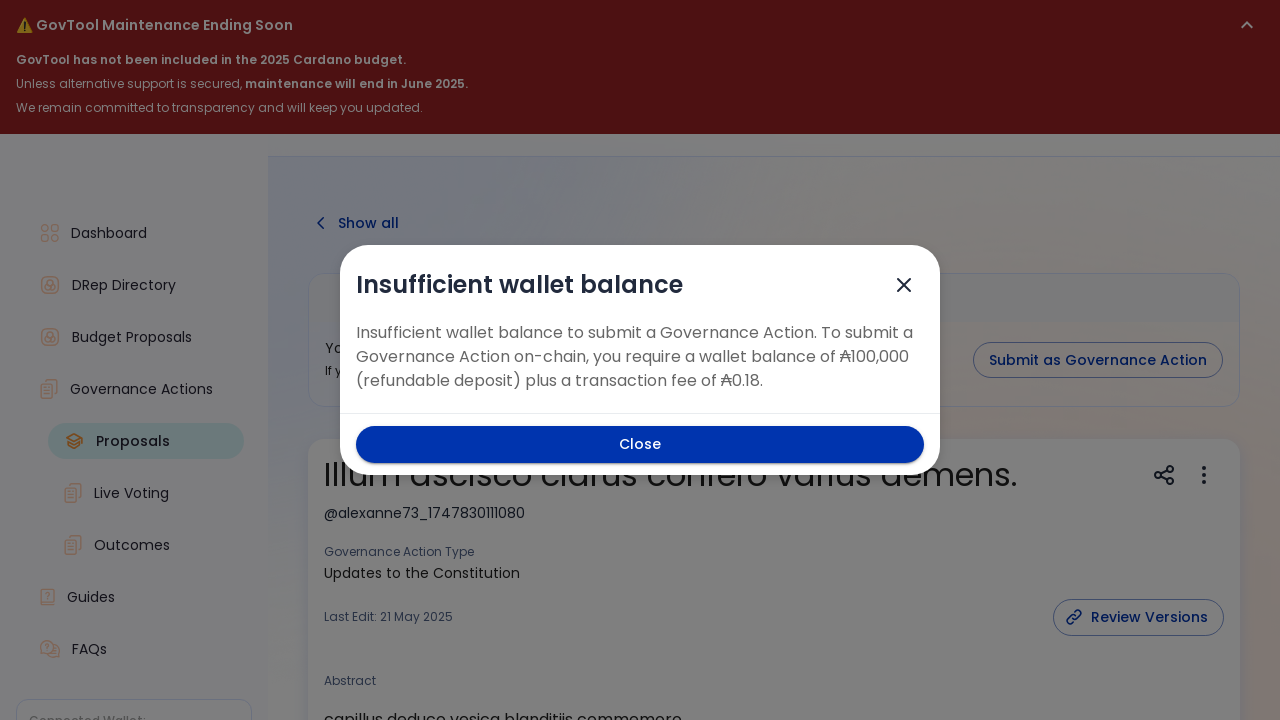 ⚠️ GovTool Maintenance Ending Soon
GovTool has not been included in the 2025 Cardano budget.
Unless alternative support is secured, maintenance will end in June 2025.
We remain committed to transparency and will keep you updated.
Dashboard
DRep Directory
Budget Proposals
Governance Actions
Proposals
Live Voting
Outcomes
Guides
FAQs
Connected Wallet:
Show all
Submit as Governance Action
Insufficient wallet balance
Insufficient wallet balance to submit a Governance Action. To submit a
Governance Action on-chain, you require a wallet balance of ₳100,000
(refundable deposit) plus a transaction fee of ₳0.18.
Close
Illum ascisco clarus confero varius demens.
@alexanne73_1747830111080
Governance Action Type
Updates to the Constitution
Last Edit: 21 May 2025
Review Versions
Abstract
capillus deduco vesica blanditiis commemoro